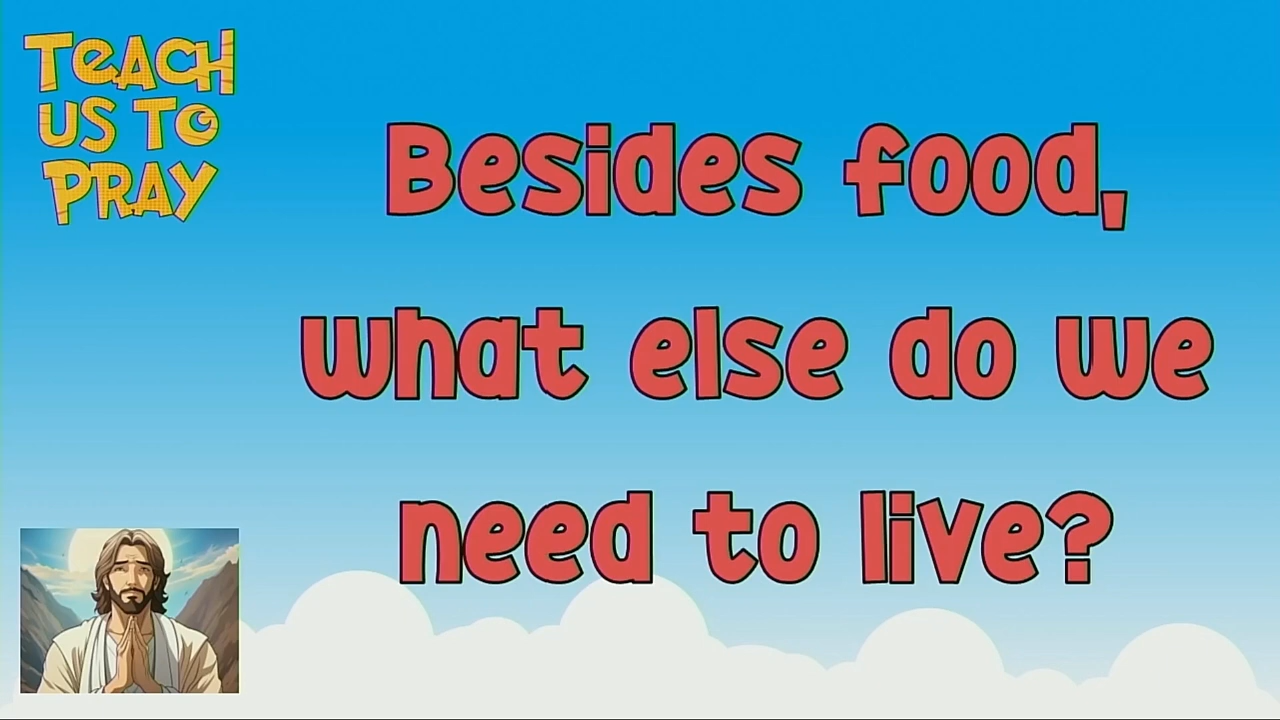 TEACH
US TO
PRAY
Besides food,
what else do we
need to live?